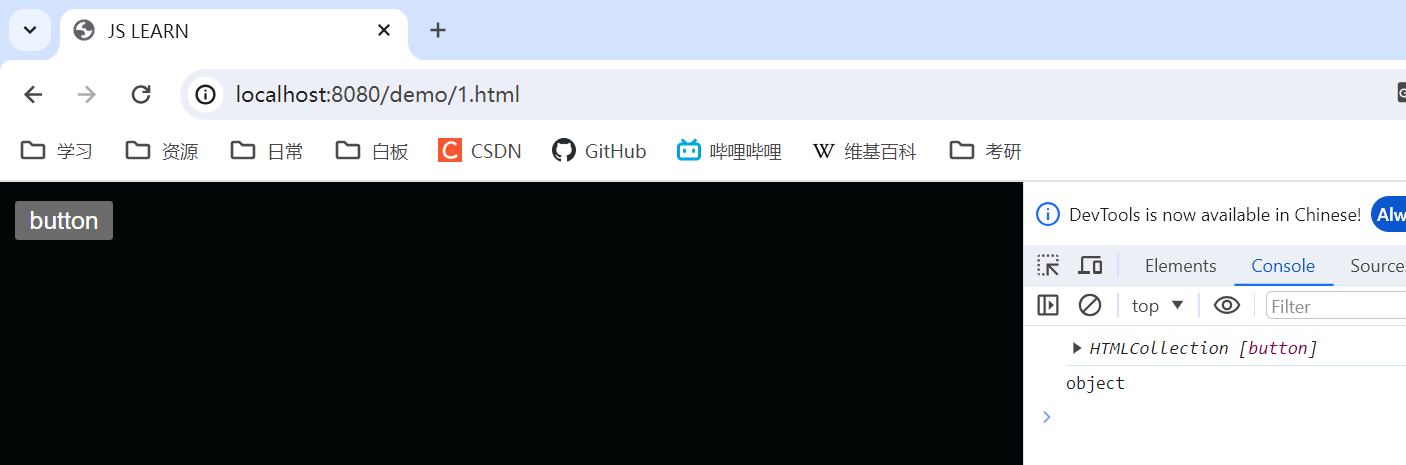 JS LEARN
localhost:8080/demo/1.html
学习 资源 日常 白板 CSDN GitHub 哔哩哔哩 W 维基百科 考研
button
DevTools is now available in Chinese!
Elements Console
top Filter
HTMLCollection [button]
object